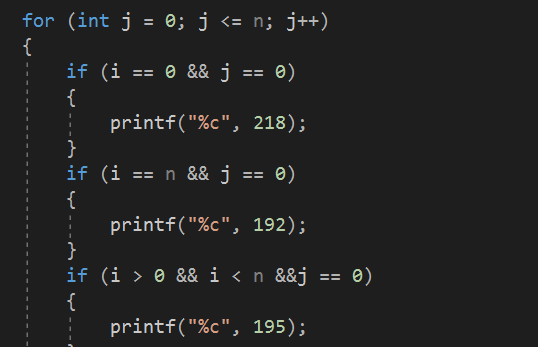 for (int j = 0; j <= n; j++)
{
if (i == 0 && j == 0)
{
printf("%c", 218);
}
if (i == n && j == 0)
{
printf("%c", 192);
}
if (i > 0 && i < n &&j == 0)
{
printf("%c", 195);
}